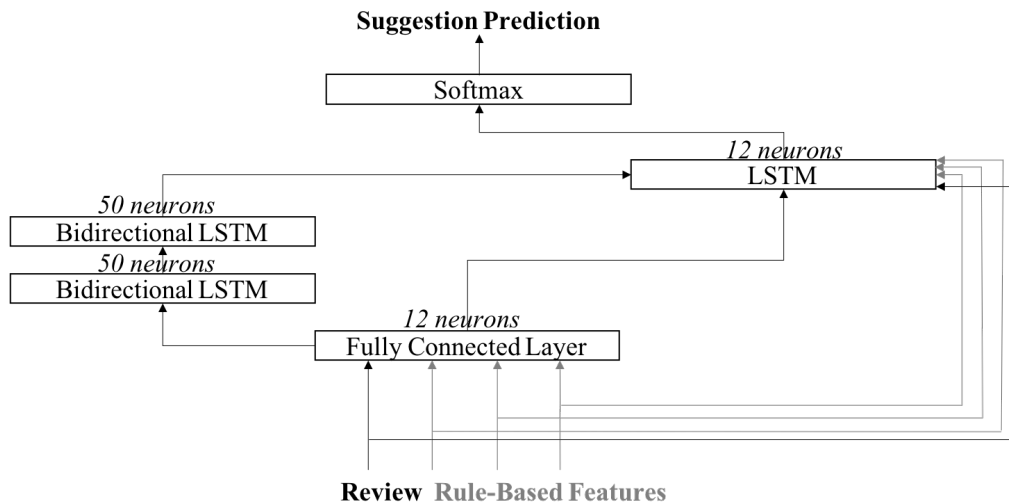 Suggestion Prediction
Softmax
12 neurons
LSTM
50 neurons
Bidirectional LSTM
50 neurons
Bidirectional LSTM
12 neurons
Fully Connected Layer
Review Rule-Based Features